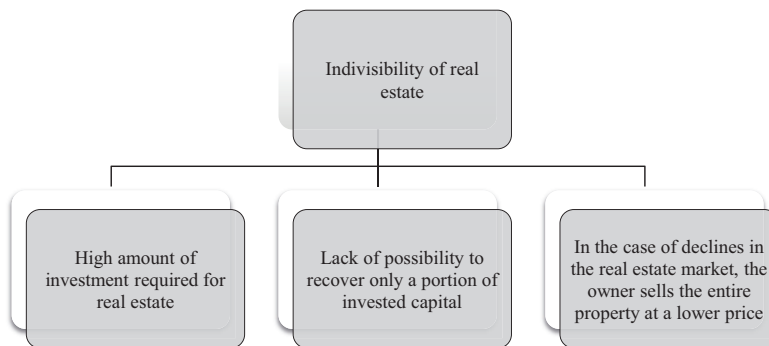 Indivisibility of real
estate
High amount of
investment required for
real estate
Lack of possibility to
recover only a portion of
invested capital
In the case of declines in
the real estate market, the
owner sells the entire
property at a lower price